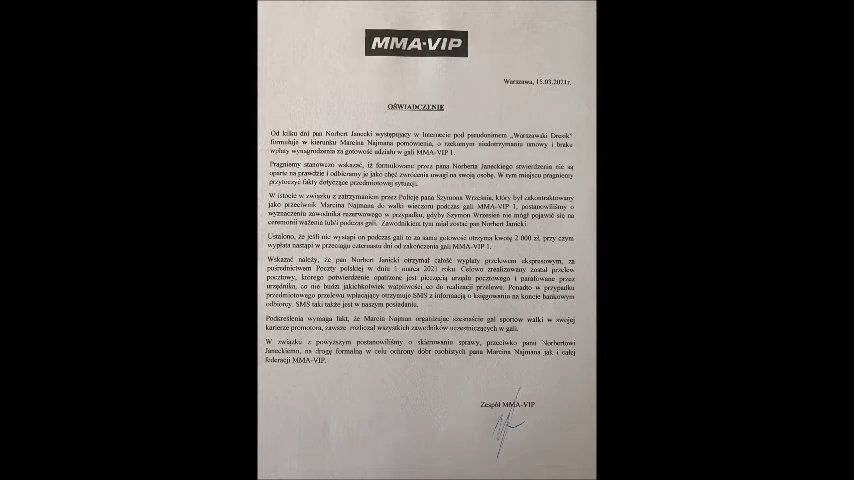 MMA-VIP
Warszawa, 15.03.2021r.
OŚWIADCZENIE
Od kilku dni pan Norbert Janecki występujący w Internecie pod pseudonimem „Warszawski Dresik"
formułuje w kierunku Marcina Najmana pomówienia, o rzekomym niedotrzymaniu umowy i braku
wpłaty wynagrodzenia za gotowość udziału w gali MMA-VIP 1.
Pragniemy stanowczo wskazać, iż formułowane przez pana Norberta Janeckiego stwierdzenia nie są
oparte na prawdzie i odbieramy je jako chęć zwrócenia uwagi na swoją osobę. W tym miejscu pragniemy
przytoczyć fakty dotyczące przedmiotowej sytuacji.
W istocie w związku z zatrzymaniem przez Policję pana Szymona Września, który był zakontraktowany
jako przeciwnik Marcina Najmana do walki wieczoru podczas gali MMA-VIP 1, postanowiliśmy o
wyznaczeniu zawodnika rezerwowego w przypadku, gdyby Szymon Wrzesień nie mógł pojawić się na
ceremonii ważenia lub/i podczas gali. Zawodnikiem tym miał zostać pan Norbert Janicki.
Ustalono, że jeśli nie wystąpi on podczas gali to za sama gotowość otrzyma kwotę 2 000 zł, przy czym
wypłata nastąpi w przeciągu czternastu dni od zakończenia gali MMA-VIP 1.
Wskazać należy, że pan Norbert Janicki otrzymał całość wypłaty przelewem ekspresowym, za
pośrednictwem Poczty polskiej w dniu 1 marca 2021 roku. Celowo zrealizowany został przelew
pocztowy, którego potwierdzenie opatrzone jest pieczęcią urzędu pocztowego i parafowane przez
urzędnika, co nie budzi jakichkolwiek wątpliwości co do realizacji przelewu. Ponadto w przypadku
przedmiotowego przelewu wpłacający otrzymuje SMS z informacją o księgowaniu na koncie bankowym
odbiorcy. SMS taki także jest w naszym posiadaniu.
Podkreślenia wymaga fakt, że Marcin Najman organizując szesnaście gal sportów walki w swojej
karierze promotora, zawsze rozliczał wszystkich zawodników uczestniczących w gali.
W związku z powyższym postanowiliśmy o skierowaniu sprawy, przeciwko panu Norbertowi
Janeckiemu, na drogę formalną w celu ochrony dóbr osobistych pana Marcina Najmana jak i całej
federacji MMA-VIP.
Zespół MMA-VIP